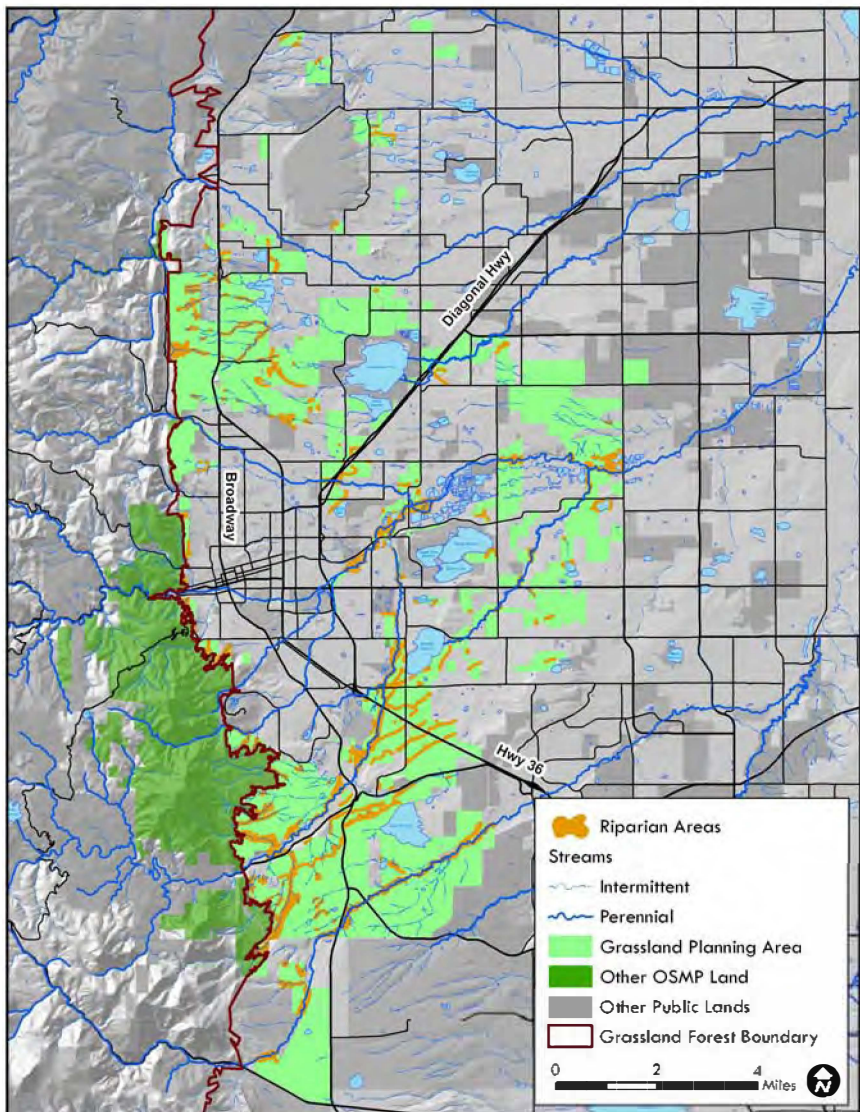 Diagonal Hwy
Broadway
Hwy 36
Riparian Areas
Streams
Intermittent
Perennial
Grassland Planning Area
Other OSMP Land
Other Public Lands
Grassland Forest Boundary
0 2 4
Miles
N